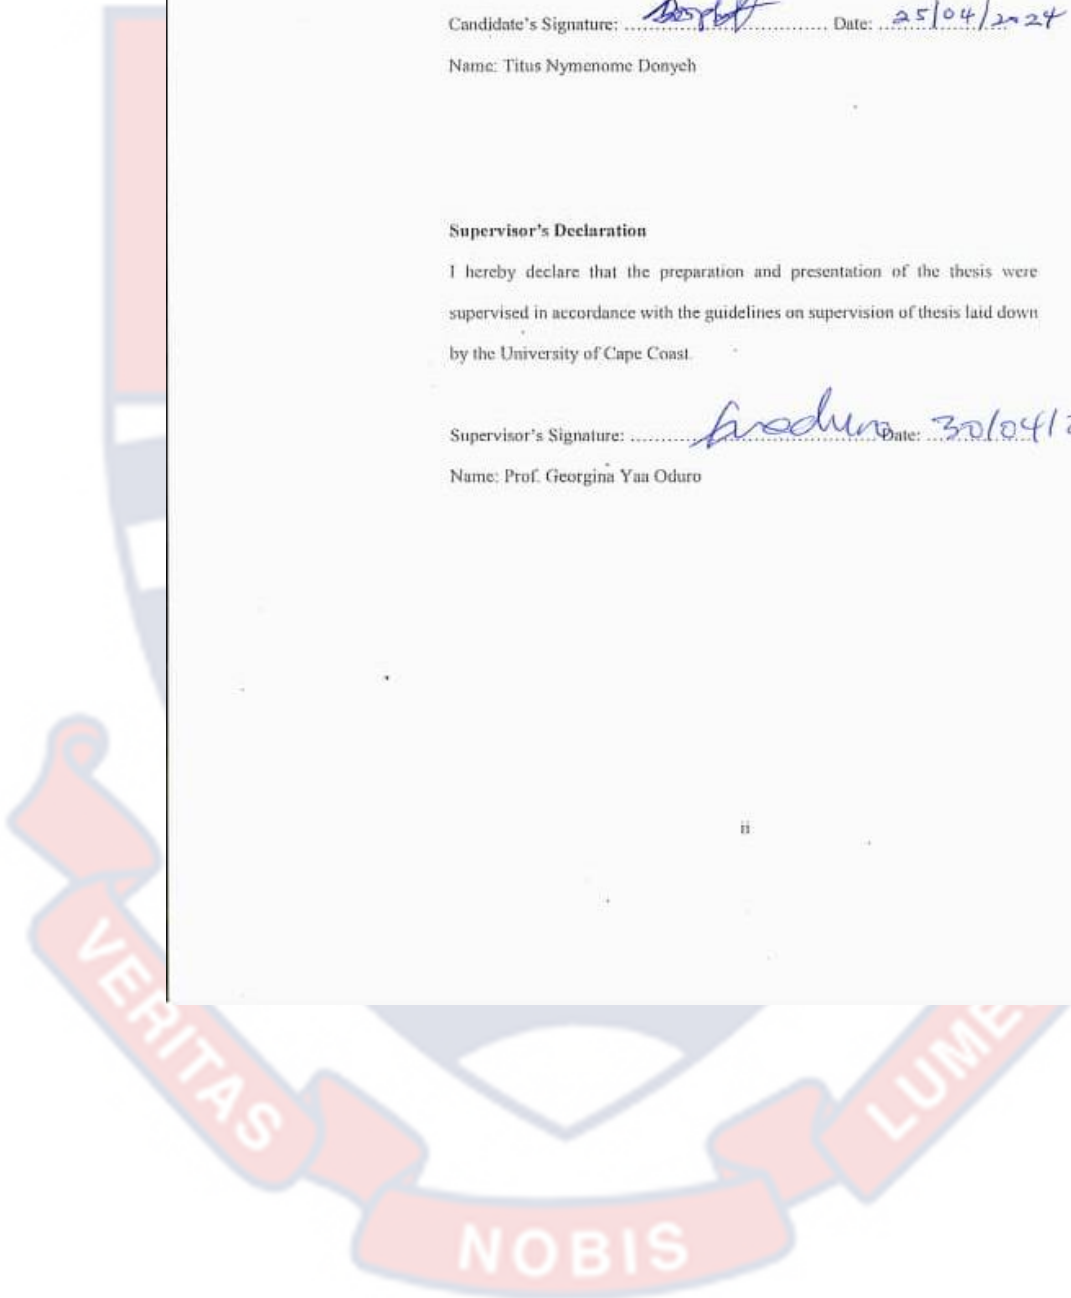 Candidate's Signature: .......................... Date: 25/04/2024
Name: Titus Nymenome Donyeh
Supervisor's Declaration
I hereby declare that the preparation and presentation of the thesis were
supervised in accordance with the guidelines on supervision of thesis laid down
by the University of Cape Coast.
Supervisor's Signature: .......................... Date: 30/04/2
Name: Prof. Georgina Yaa Oduro
ii
VERITAS
NOBIS
LUME